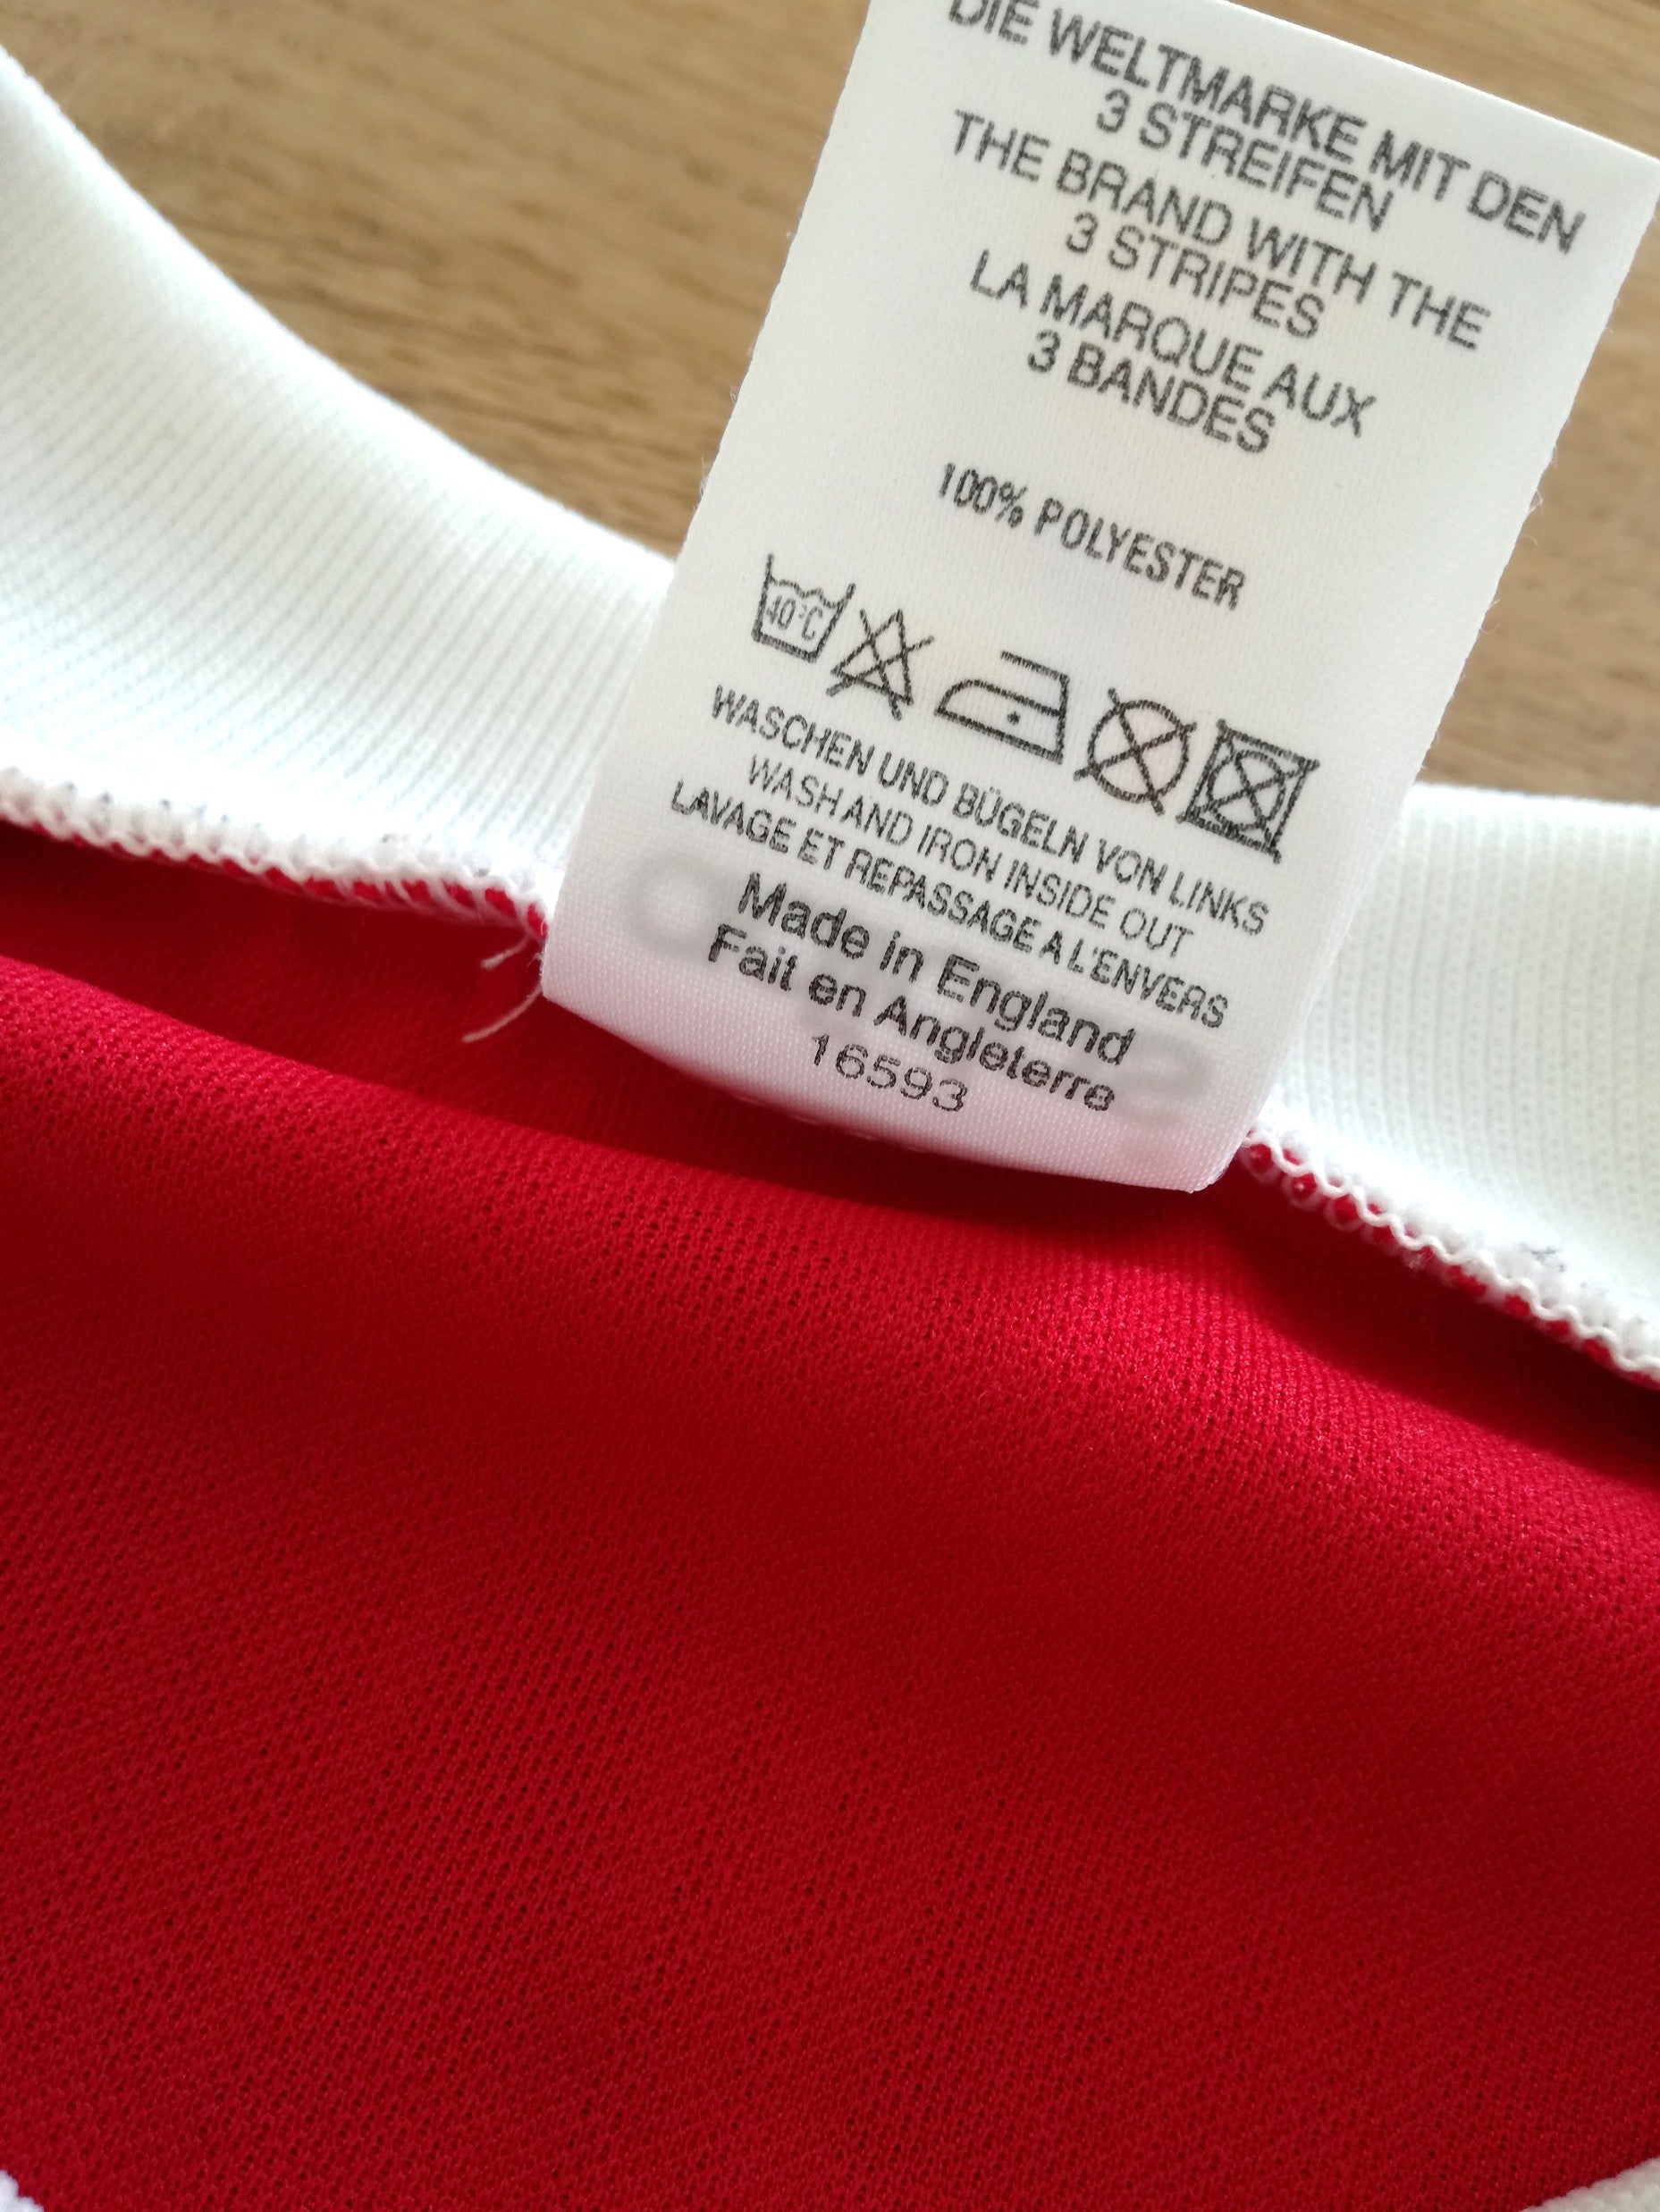 DIE WELTMARKE MIT DEN
3 STREIFEN
THE BRAND WITH THE
3 STRIPES
LA MARQUE AUX
3 BANDES
100% POLYESTER
40°C
WASCHEN UND BÜGELN VON LINKS
WASH AND IRON INSIDE OUT
LAVAGE ET REPASSAGE A L'ENVERS
Made in England
Fait en Angleterre
16593